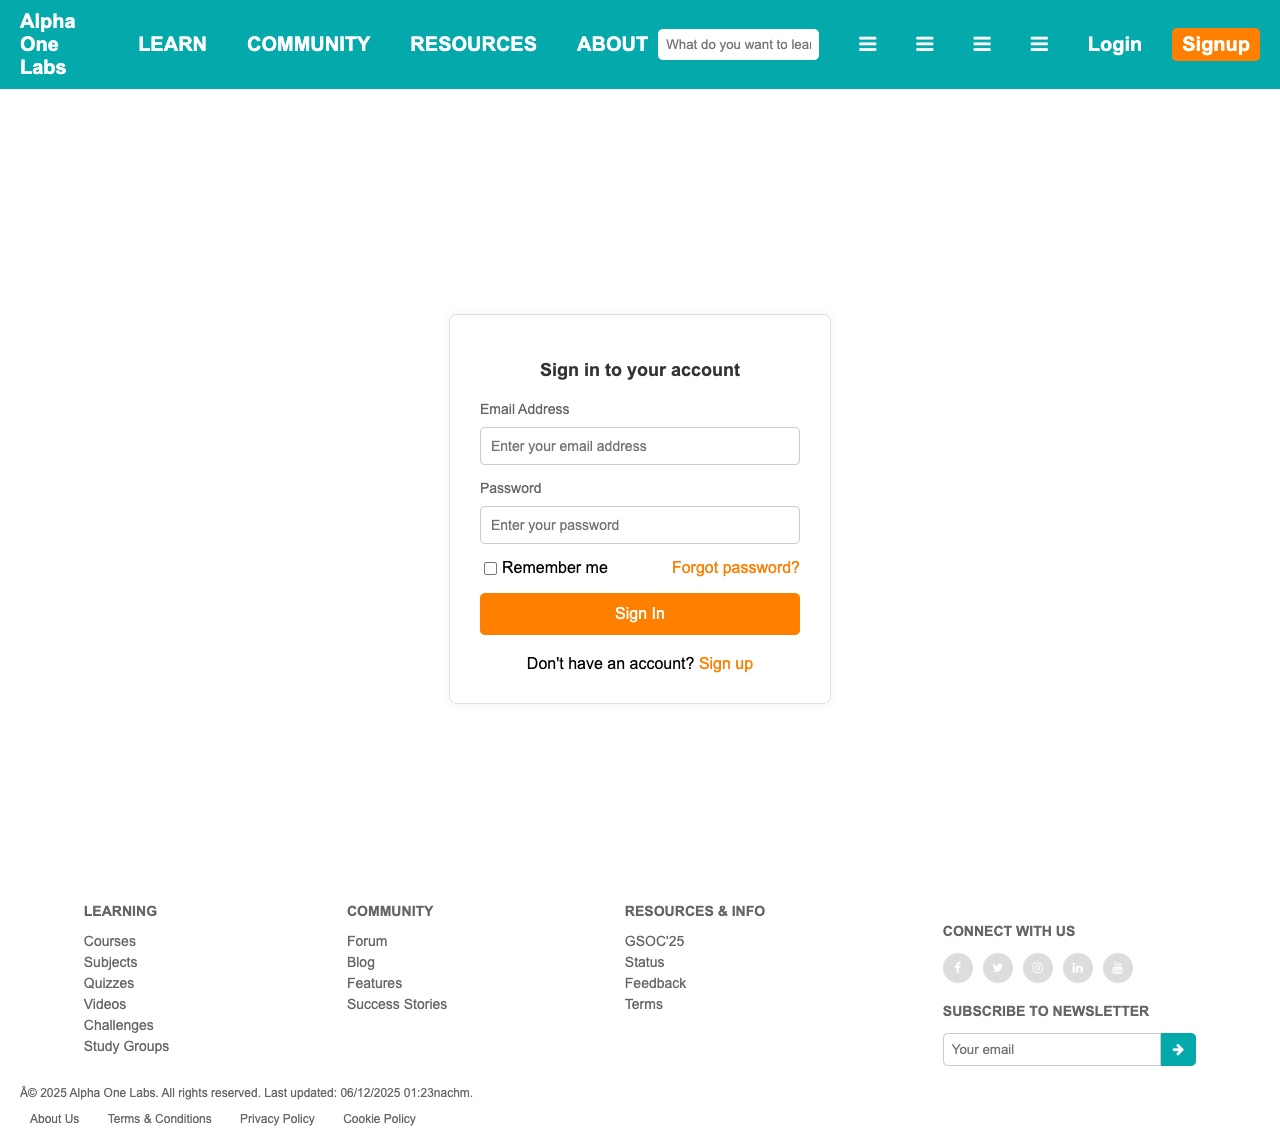 Alpha
One
Labs
LEARN COMMUNITY RESOURCES ABOUT What do you want to lear Login Signup
Sign in to your account
Email Address
Enter your email address
Password
Enter your password
Remember me Forgot password?
Sign In
Don't have an account? Sign up
LEARNING
Courses
Subjects
Quizzes
Videos
Challenges
Study Groups
COMMUNITY
Forum
Blog
Features
Success Stories
RESOURCES & INFO
GSOC'25
Status
Feedback
Terms
CONNECT WITH US
SUBSCRIBE TO NEWSLETTER
Your email
Â© 2025 Alpha One Labs. All rights reserved. Last updated: 06/12/2025 01:23nachm.
About Us Terms & Conditions Privacy Policy Cookie Policy